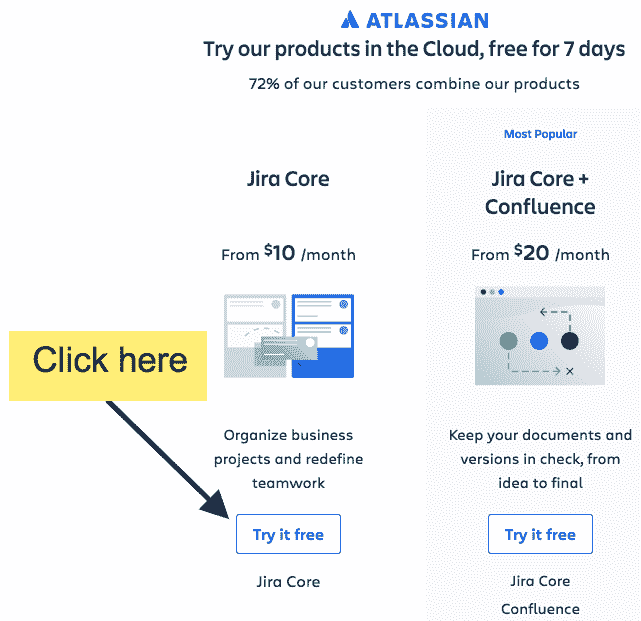 ATLASSIAN
Try our products in the Cloud, free for 7 days
72% of our customers combine our products
Jira Core
From $10 /month
Click here
Organize business
projects and redefine
teamwork
Try it free
Jira Core
Most Popular
Jira Core +
Confluence
From $20 /month
Keep your documents and
versions in check, from
idea to final
Try it free
Jira Core
Confluence